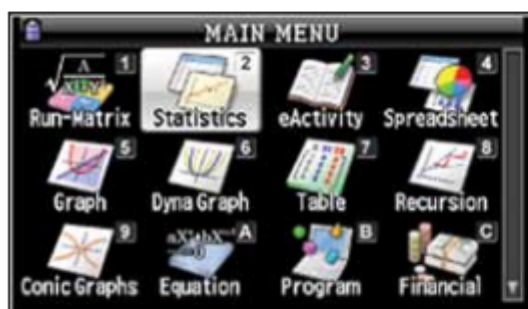 MAIN MENU
1 2 3 4
Run-Matrix Statistics eActivity Spreadsheet
5 6 7 8
Graph Dyna Graph Table Recursion
9 A B C
Conic Graphs Equation Program Financial